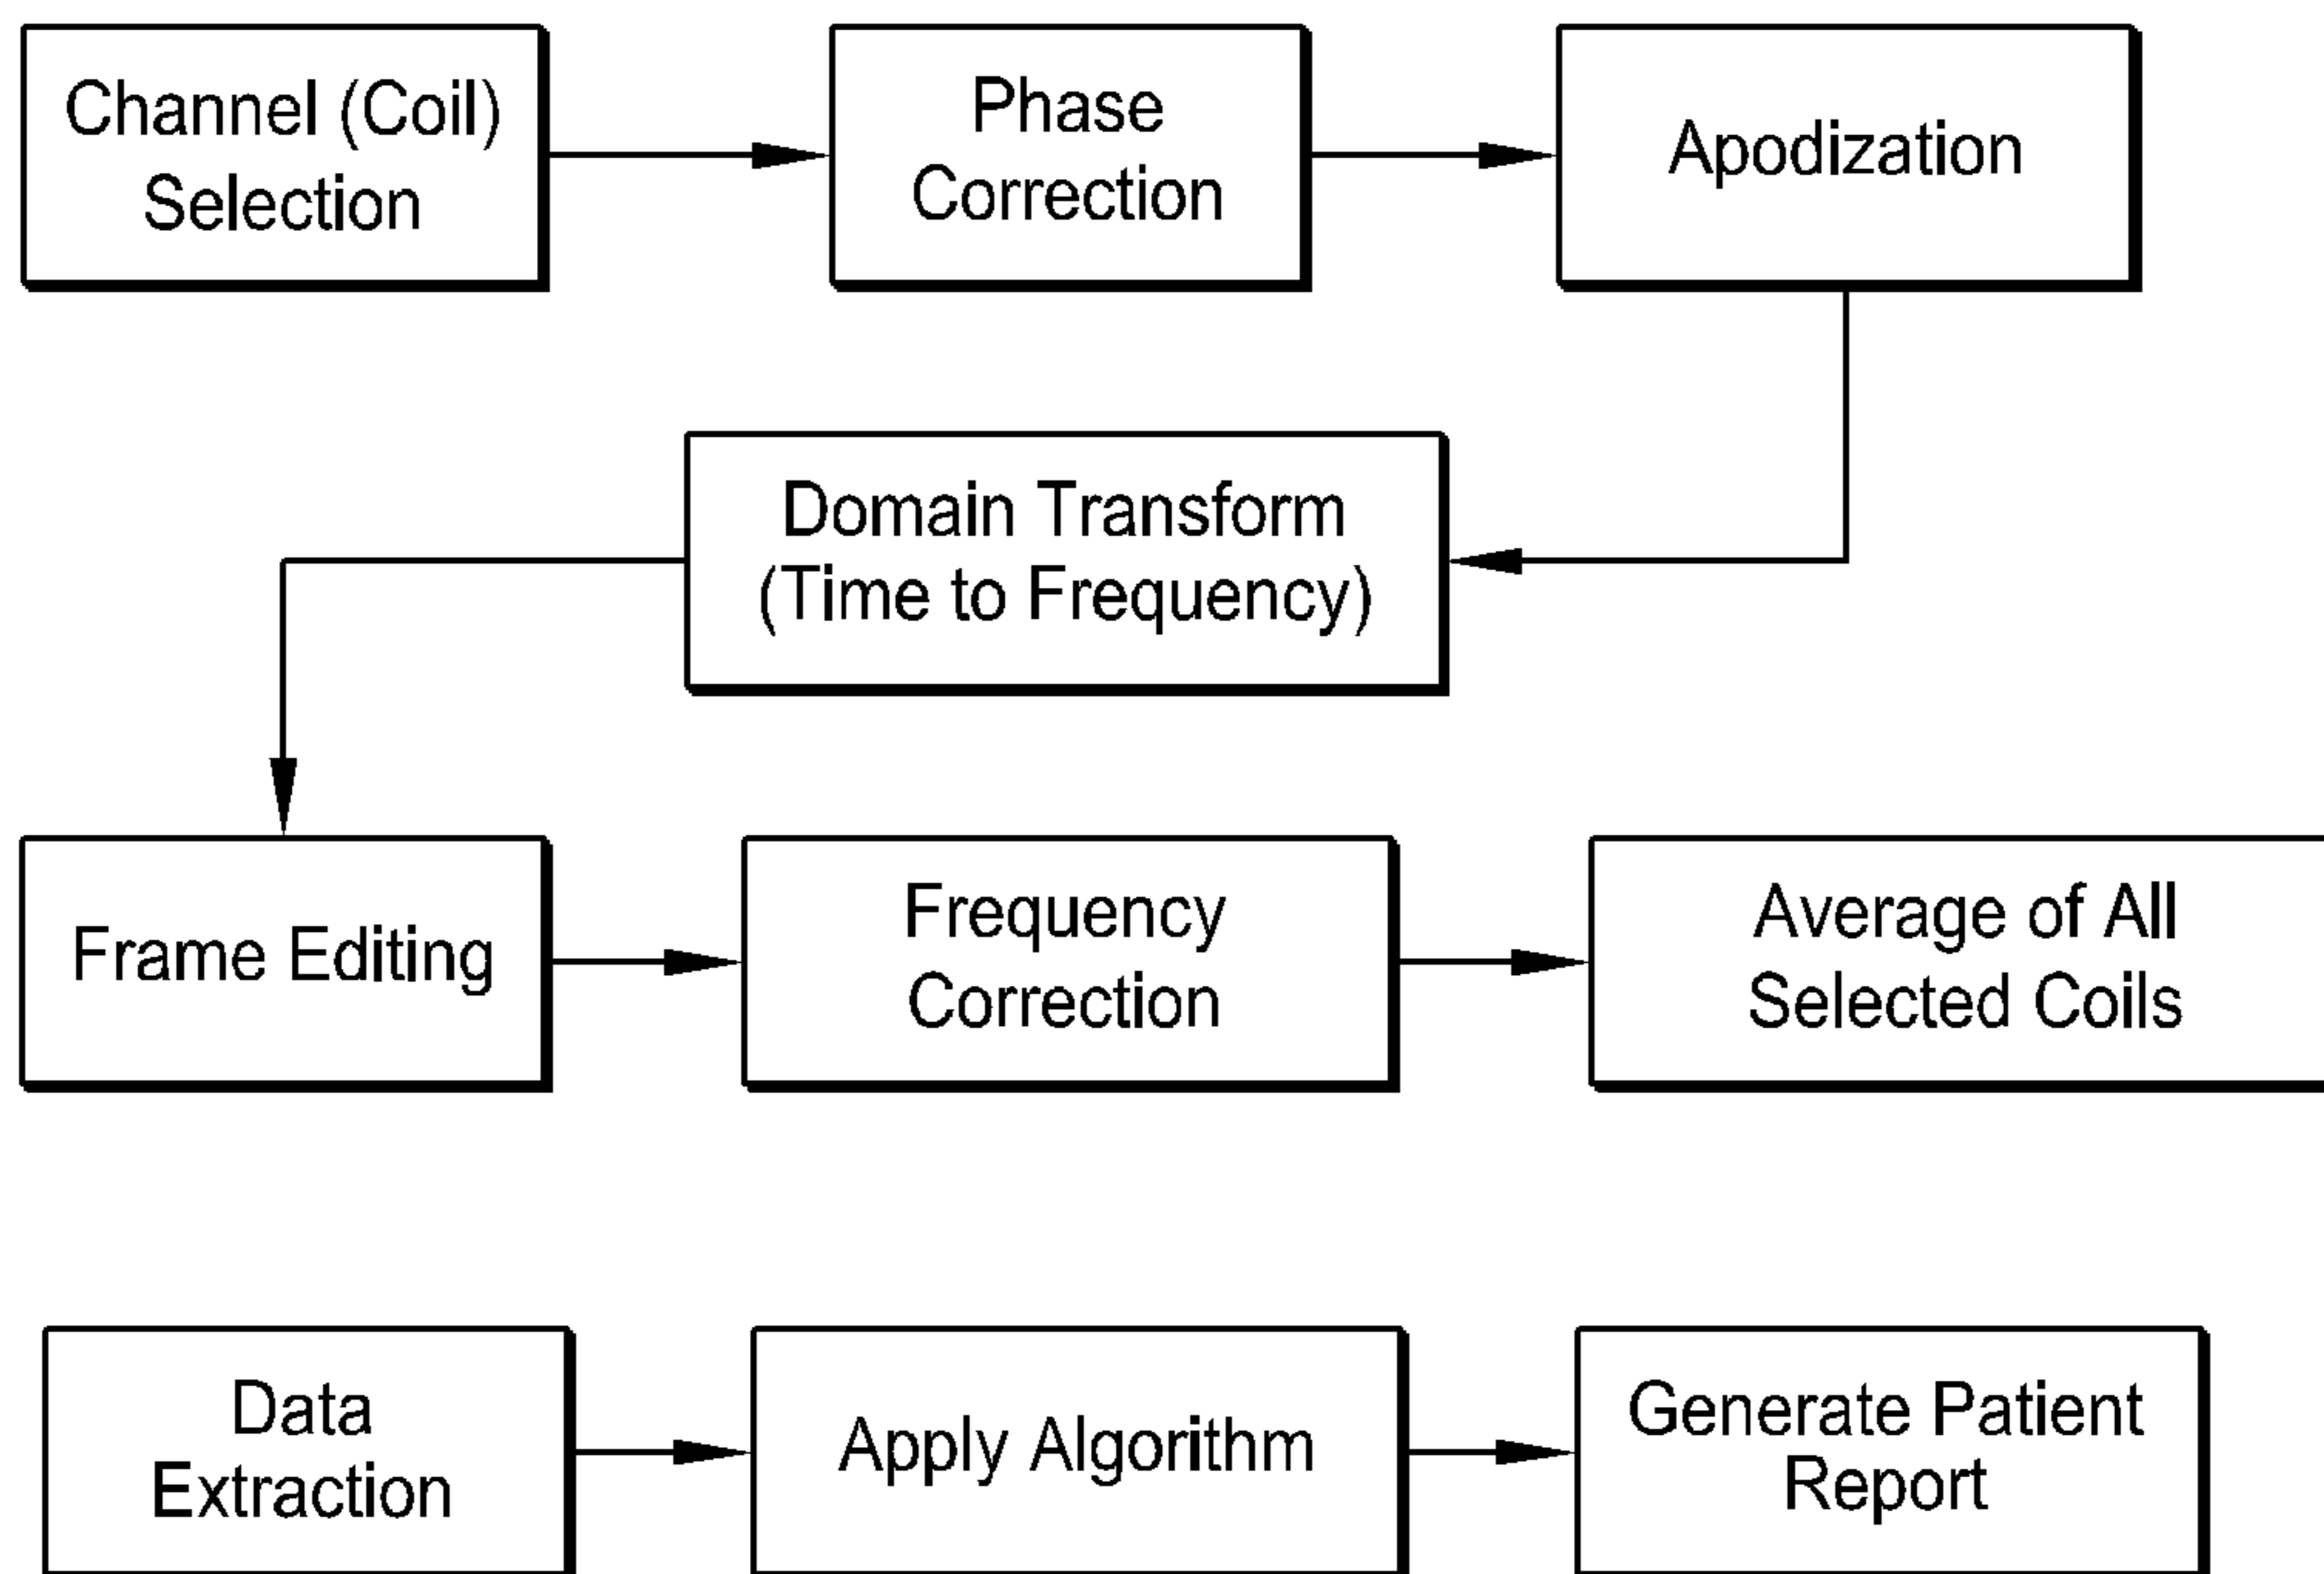 Channel (Coil)
Selection
Phase
Correction
Apodization
Domain Transform
(Time to Frequency)
Frame Editing
Frequency
Correction
Average of All
Selected Coils
Data
Extraction
Apply Algorithm
Generate Patient
Report